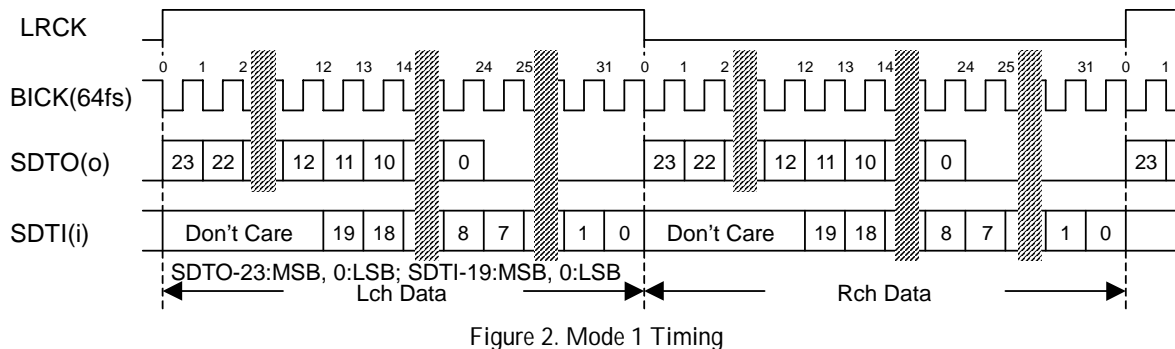 LRCK
0 1 2 12 13 14 24 25 31 0 1 2 12 13 14 24 25 31 0 1
BICK(64fs)
SDTO(o) 23 22 12 11 10 0 23 22 12 11 10 0 23
SDTI(i) Don't Care 19 18 8 7 1 0 Don't Care 19 18 8 7 1 0
SDTO-23:MSB, 0:LSB; SDTI-19:MSB, 0:LSB
Lch Data Rch Data
Figure 2. Mode 1 Timing